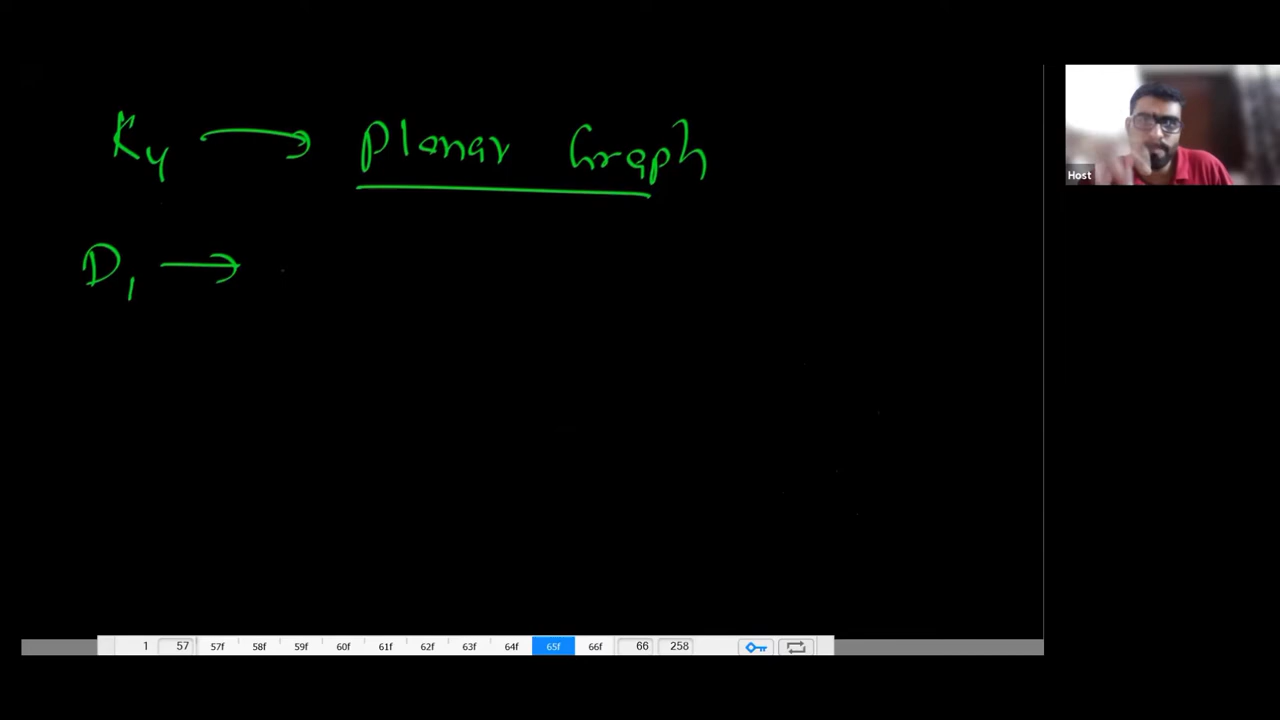 K4 → Planar Graph
D1 →
Host
1 57 57f 58f 59f 60f 61f 62f 63f 64f 65f 66f 66 258